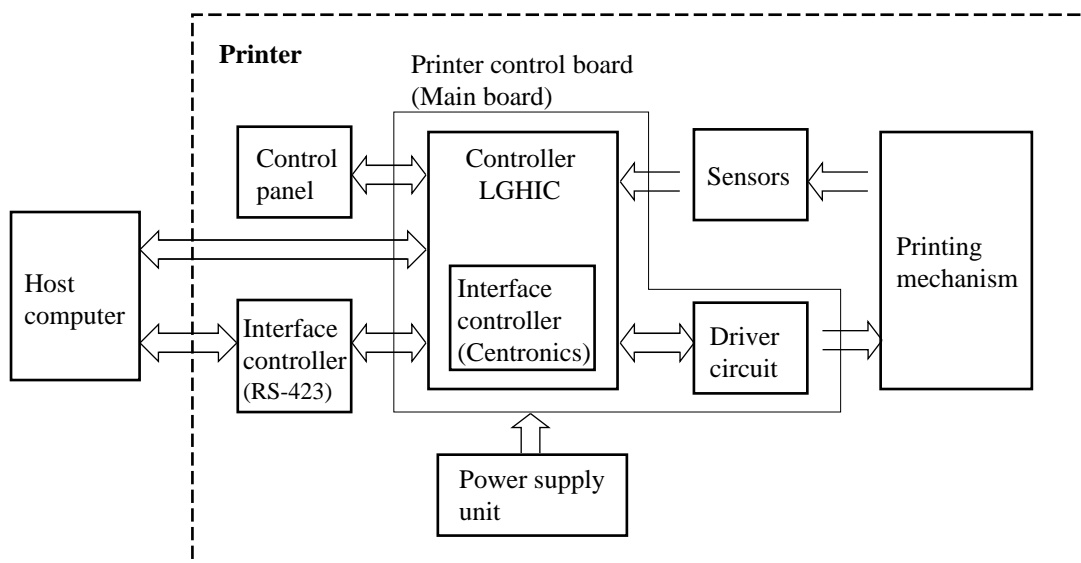 Printer
Printer control board
(Main board)
Control
panel
Controller
LGHIC
Sensors
Printing
mechanism
Host
computer
Interface
controller
(RS-423)
Interface
controller
(Centronics)
Driver
circuit
Power supply
unit